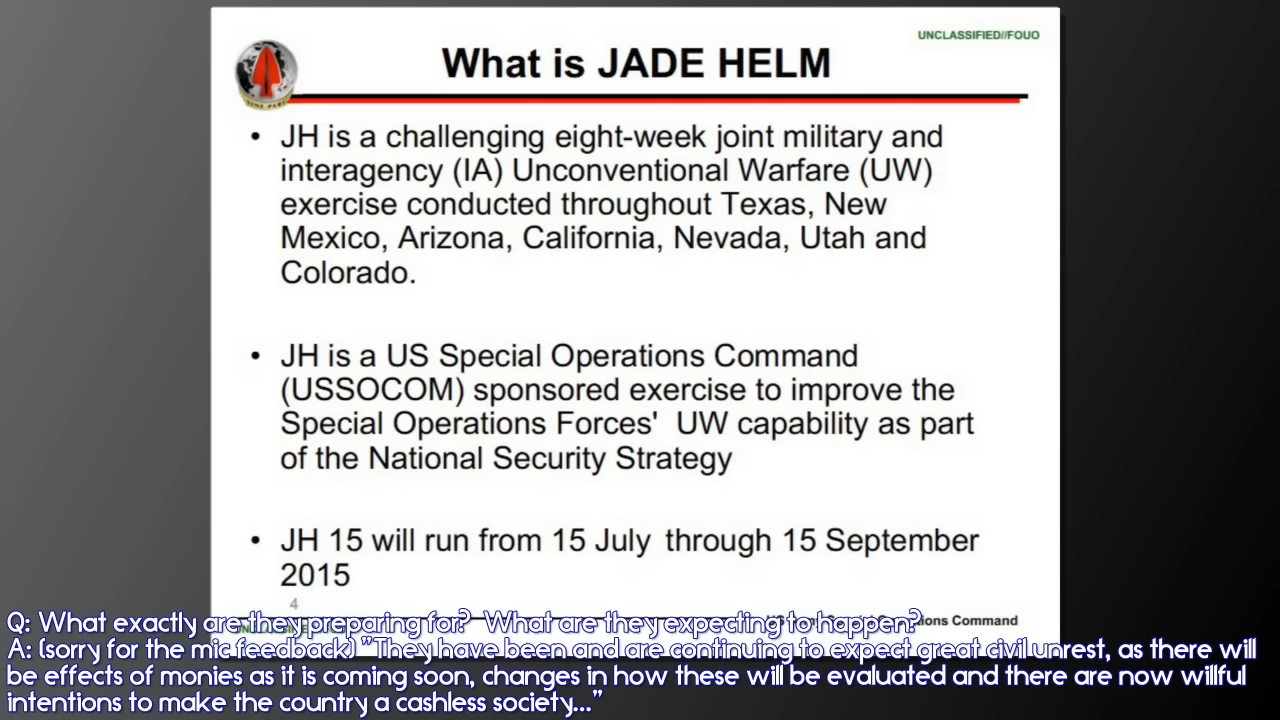 UNCLASSIFIED//FOUO
What is JADE HELM
• JH is a challenging eight-week joint military and
interagency (IA) Unconventional Warfare (UW)
exercise conducted throughout Texas, New
Mexico, Arizona, California, Nevada, Utah and
Colorado.
• JH is a US Special Operations Command
(USSOCOM) sponsored exercise to improve the
Special Operations Forces' UW capability as part
of the National Security Strategy
• JH 15 will run from 15 July through 15 September
2015
4
Command
Q: What exactly are they preparing for? What are they expecting to happen?
A: (sorry for the mic feedback) "They have been and are continuing to expect great civil unrest, as there will
be effects of monies as it is coming soon, changes in how these will be evaluated and there are now willful
intentions to make the country a cashless society..."